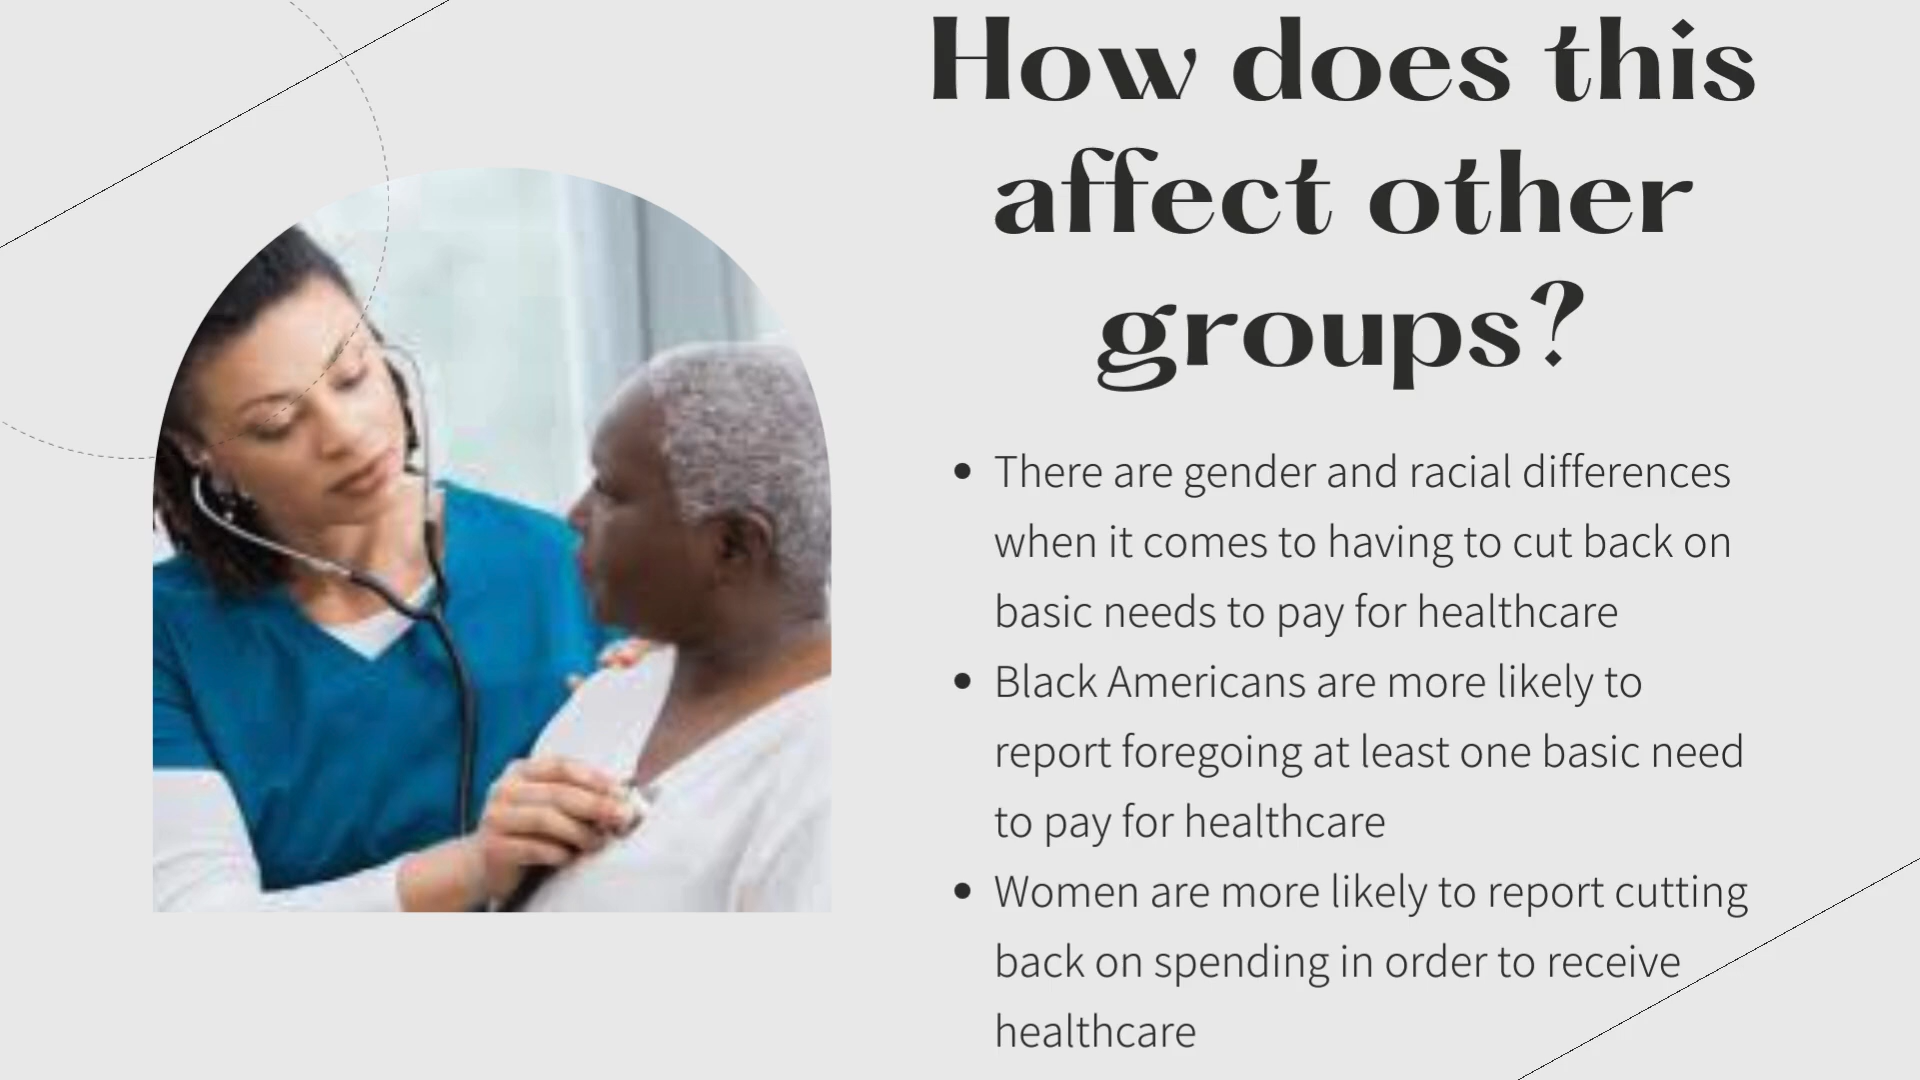 How does this
affect other
groups?
• There are gender and racial differences
when it comes to having to cut back on
basic needs to pay for healthcare
• Black Americans are more likely to
report foregoing at least one basic need
to pay for healthcare
• Women are more likely to report cutting
back on spending in order to receive
healthcare